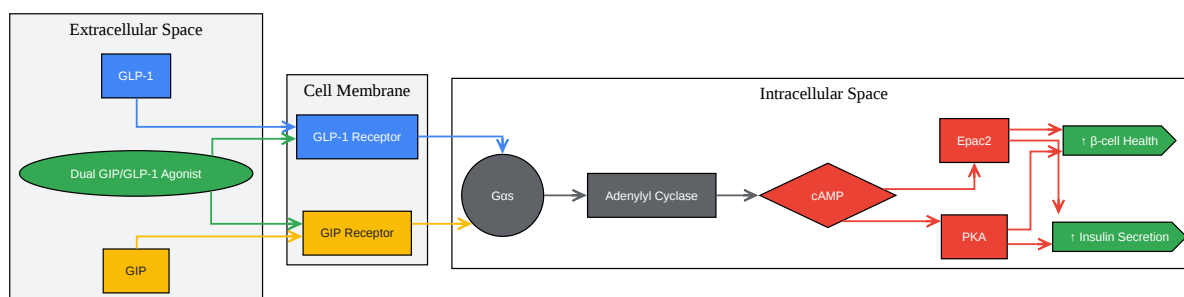 Extracellular Space
GLP-1
Dual GIP/GLP-1 Agonist
GIP
Cell Membrane
GLP-1 Receptor
GIP Receptor
Intracellular Space
Gαs
Adenylyl Cyclase
cAMP
Epac2
PKA
↑ β-cell Health
↑ Insulin Secretion